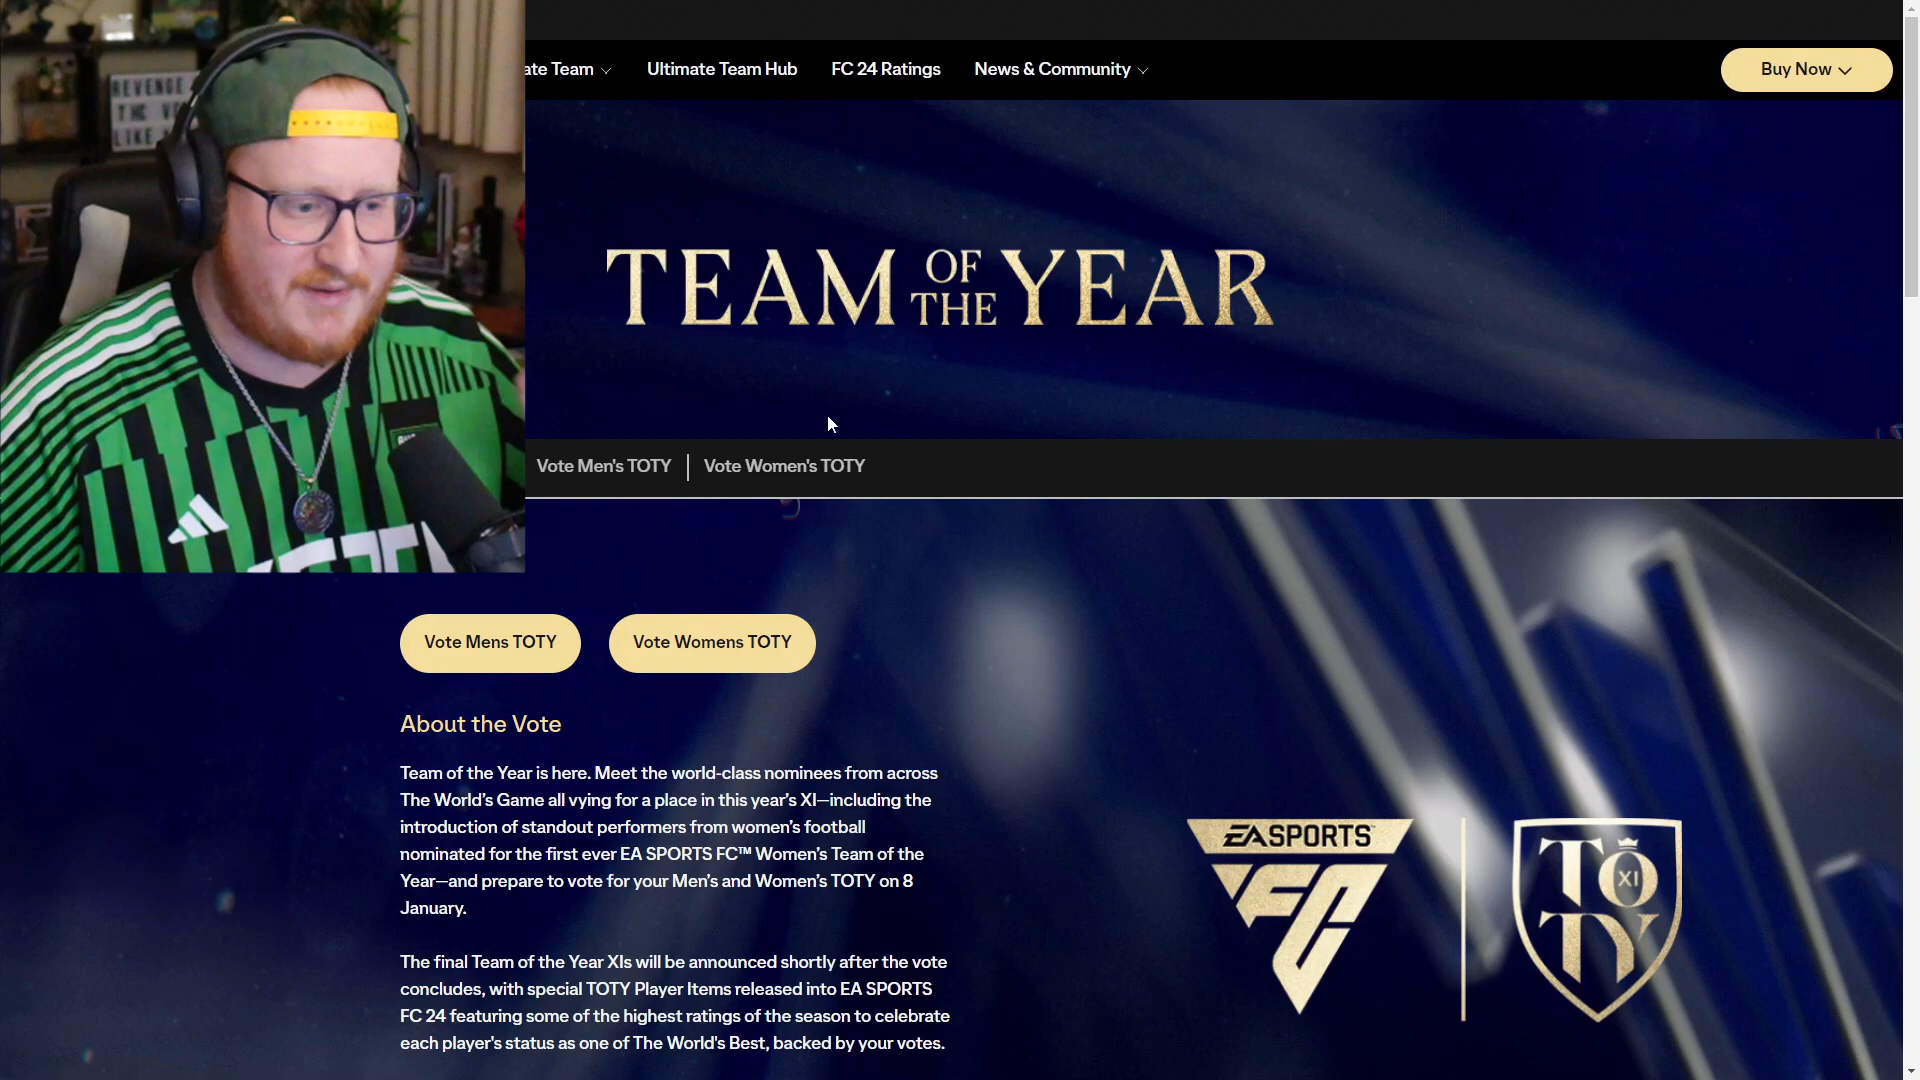 ate Team
Ultimate Team Hub
FC 24 Ratings
News & Community
Buy Now
REVENGE
THE
LIKE
TEAM OF THE YEAR
Vote Men's TOTY
Vote Women's TOTY
Vote Mens TOTY
Vote Womens TOTY
About the Vote
Team of the Year is here. Meet the world-class nominees from across
The World’s Game all vying for a place in this year’s XI—including the
introduction of standout performers from women’s football
nominated for the first ever EA SPORTS FC™ Women’s Team of the
Year—and prepare to vote for your Men’s and Women’s TOTY on 8
January.
The final Team of the Year XIs will be announced shortly after the vote
concludes, with special TOTY Player Items released into EA SPORTS
FC 24 featuring some of the highest ratings of the season to celebrate
each player's status as one of The World's Best, backed by your votes.
EA SPORTS
FC
TO XI
TY